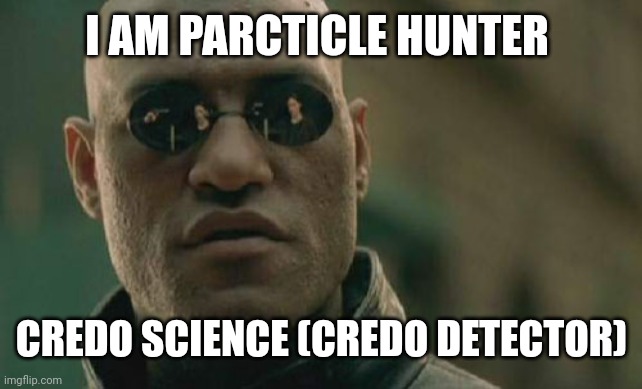 I AM PARCTICLE HUNTER
CREDO SCIENCE (CREDO DETECTOR)
imgflip.com